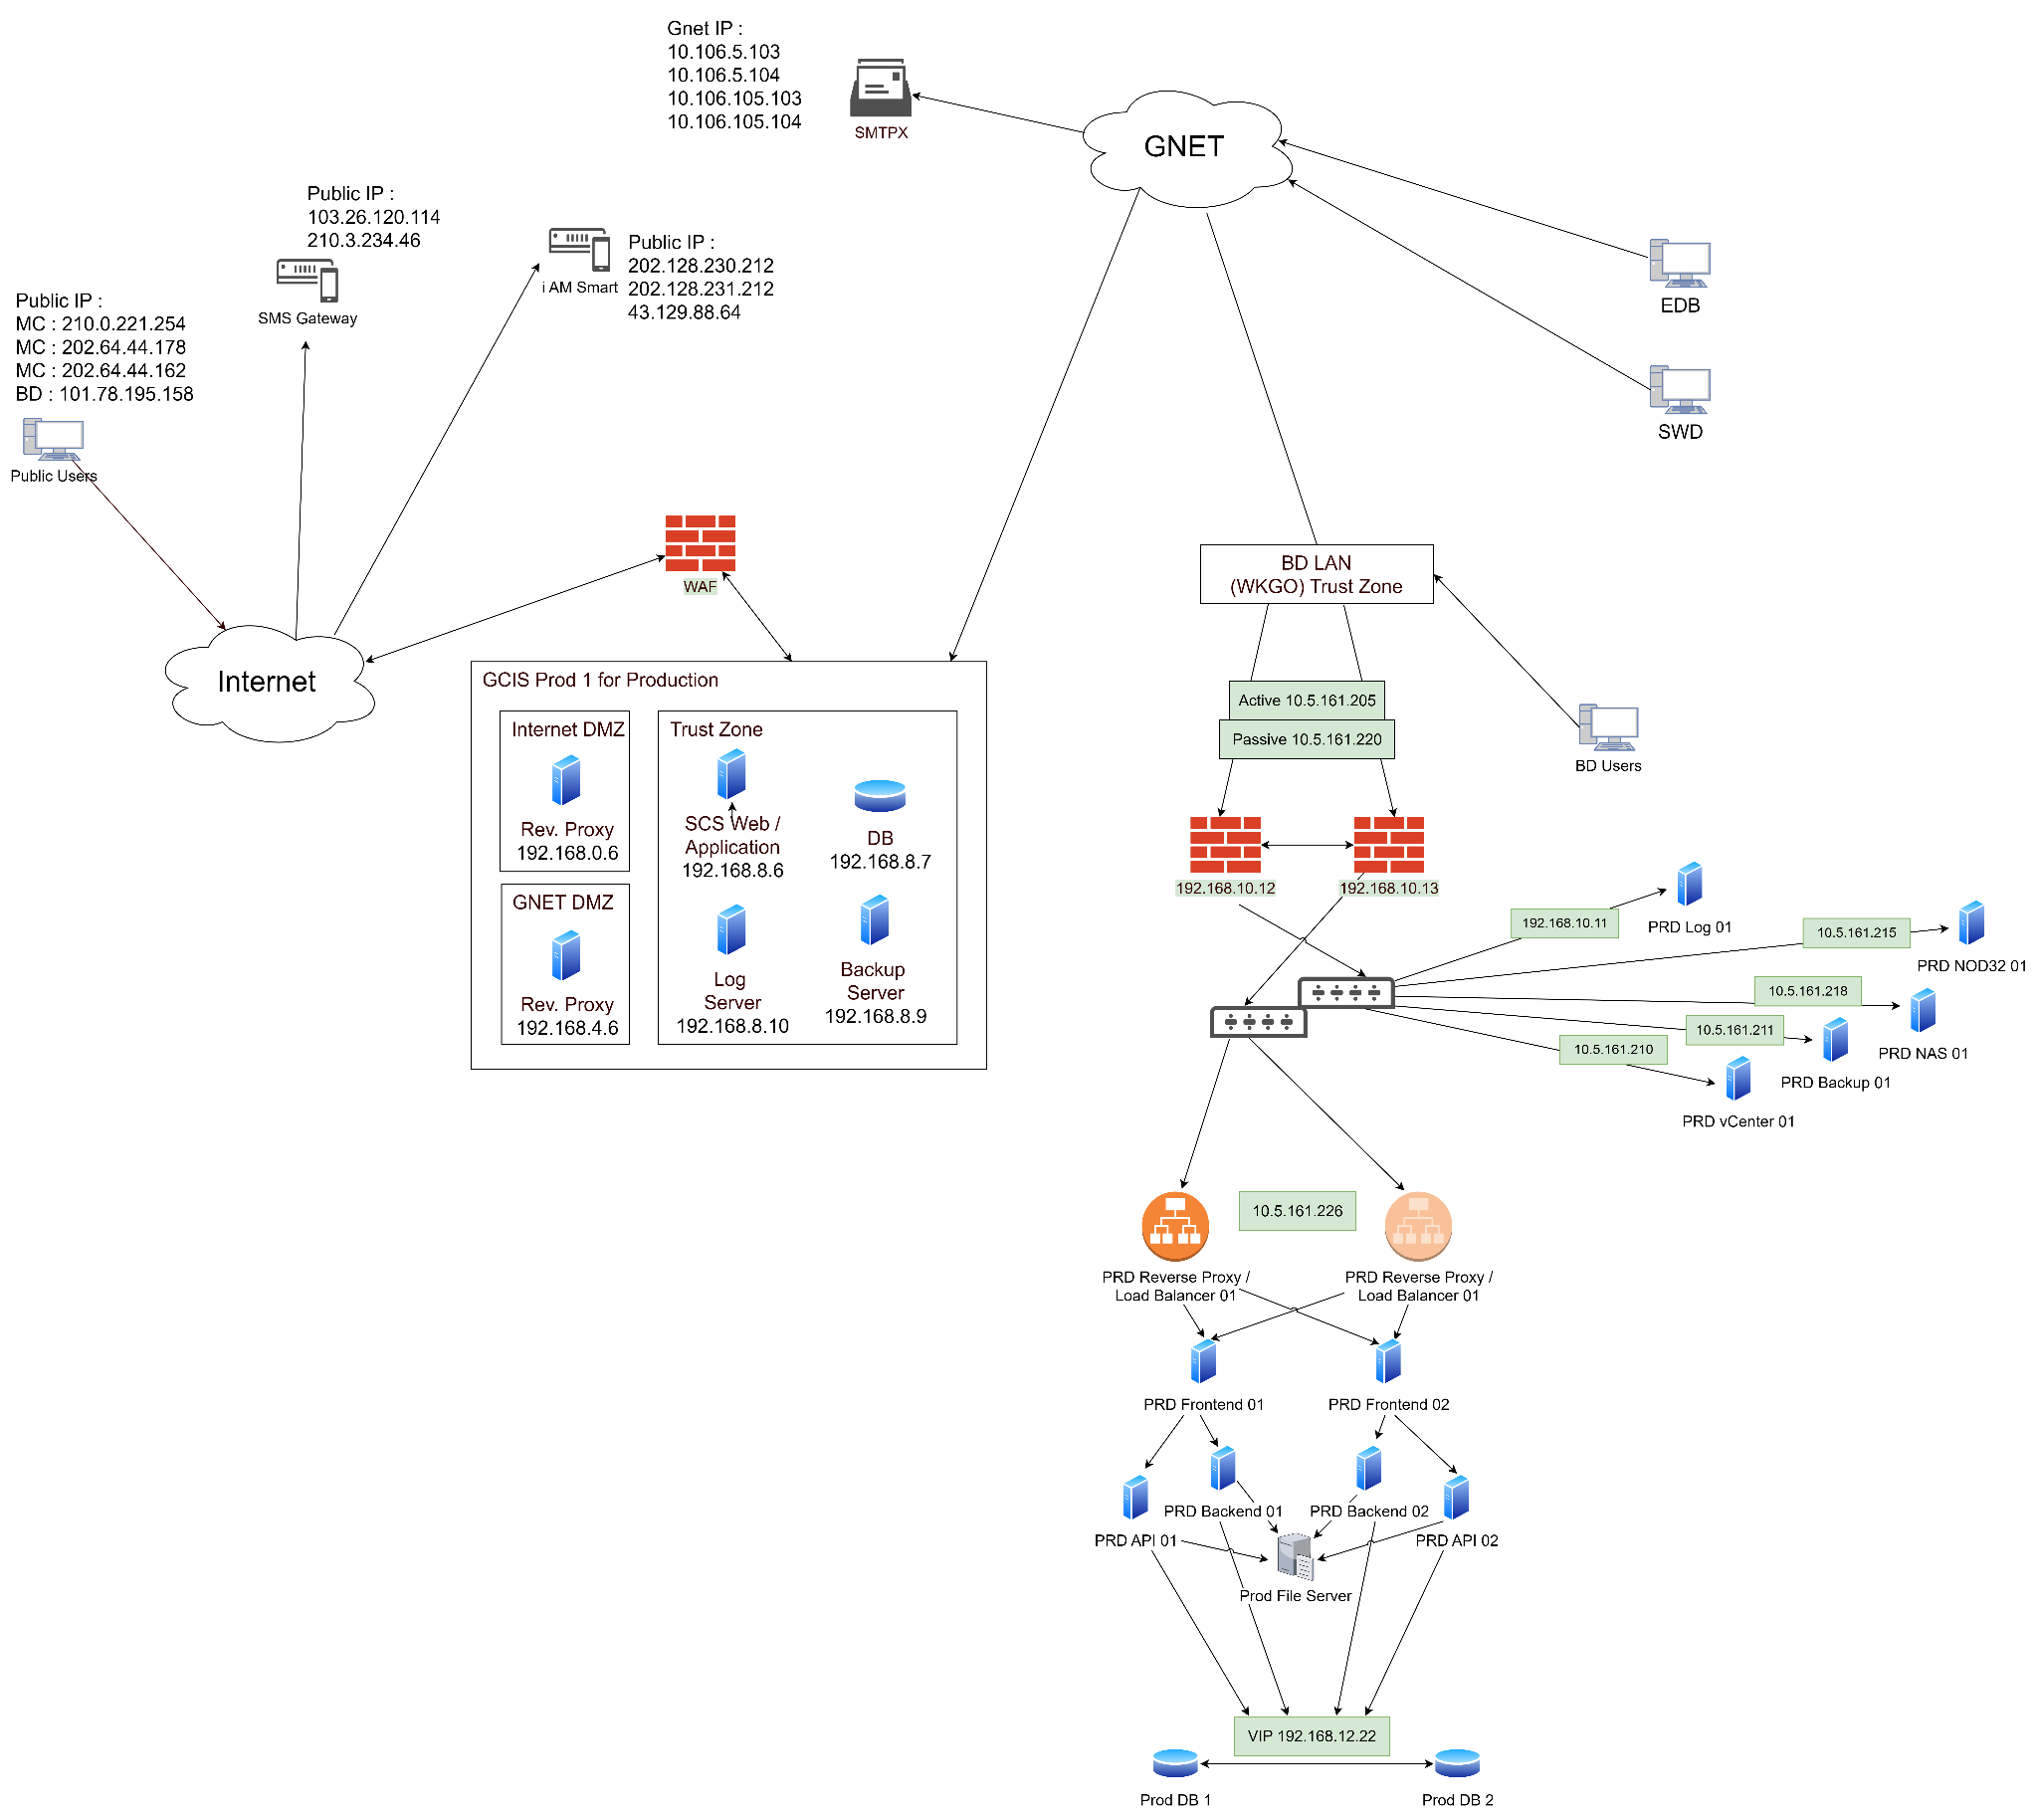 Gnet IP :
10.106.5.103
10.106.5.104
10.106.105.103
10.106.105.104
SMTPX
GNET
Public IP :
103.26.120.114
210.3.234.46
SMS Gateway
Public IP :
202.128.230.212
202.128.231.212
43.129.88.64
i AM Smart
Public IP :
MC : 210.0.221.254
MC : 202.64.44.178
MC : 202.64.44.162
BD : 101.78.195.158
Public Users
EDB
SWD
WAF
Internet
BD LAN
(WKGO) Trust Zone
BD Users
Active 10.5.161.205
Passive 10.5.161.220
192.168.10.12
192.168.10.13
GCIS Prod 1 for Production
Internet DMZ
Rev. Proxy
192.168.0.6
GNET DMZ
Rev. Proxy
192.168.4.6
Trust Zone
SCS Web /
Application
192.168.8.6
DB
192.168.8.7
Log
Server
192.168.8.10
Backup
Server
192.168.8.9
192.168.10.11
PRD Log 01
10.5.161.215
PRD NOD32 01
10.5.161.218
PRD NAS 01
10.5.161.211
PRD Backup 01
10.5.161.210
PRD vCenter 01
10.5.161.226
PRD Reverse Proxy /
Load Balancer 01
PRD Reverse Proxy /
Load Balancer 01
PRD Frontend 01
PRD Frontend 02
PRD Backend 01
PRD Backend 02
PRD API 01
PRD API 02
Prod File Server
VIP 192.168.12.22
Prod DB 1
Prod DB 2